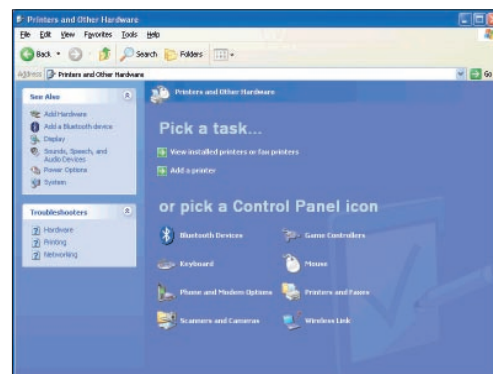 Printers and Other Hardware
File Edit View Favorites Tools Help
Back Search Folders
Address Printers and Other Hardware Go
See Also
Add Hardware
Add a Bluetooth device
Display
Sounds, Speech, and
Audio Devices
Power Options
System
Troubleshooters
Hardware
Printing
Networking
Printers and Other Hardware
Pick a task...
View installed printers or fax printers
Add a printer
or pick a Control Panel icon
Bluetooth Devices Game Controllers
Keyboard Mouse
Phone and Modem Options Printers and Faxes
Scanners and Cameras Wireless Link